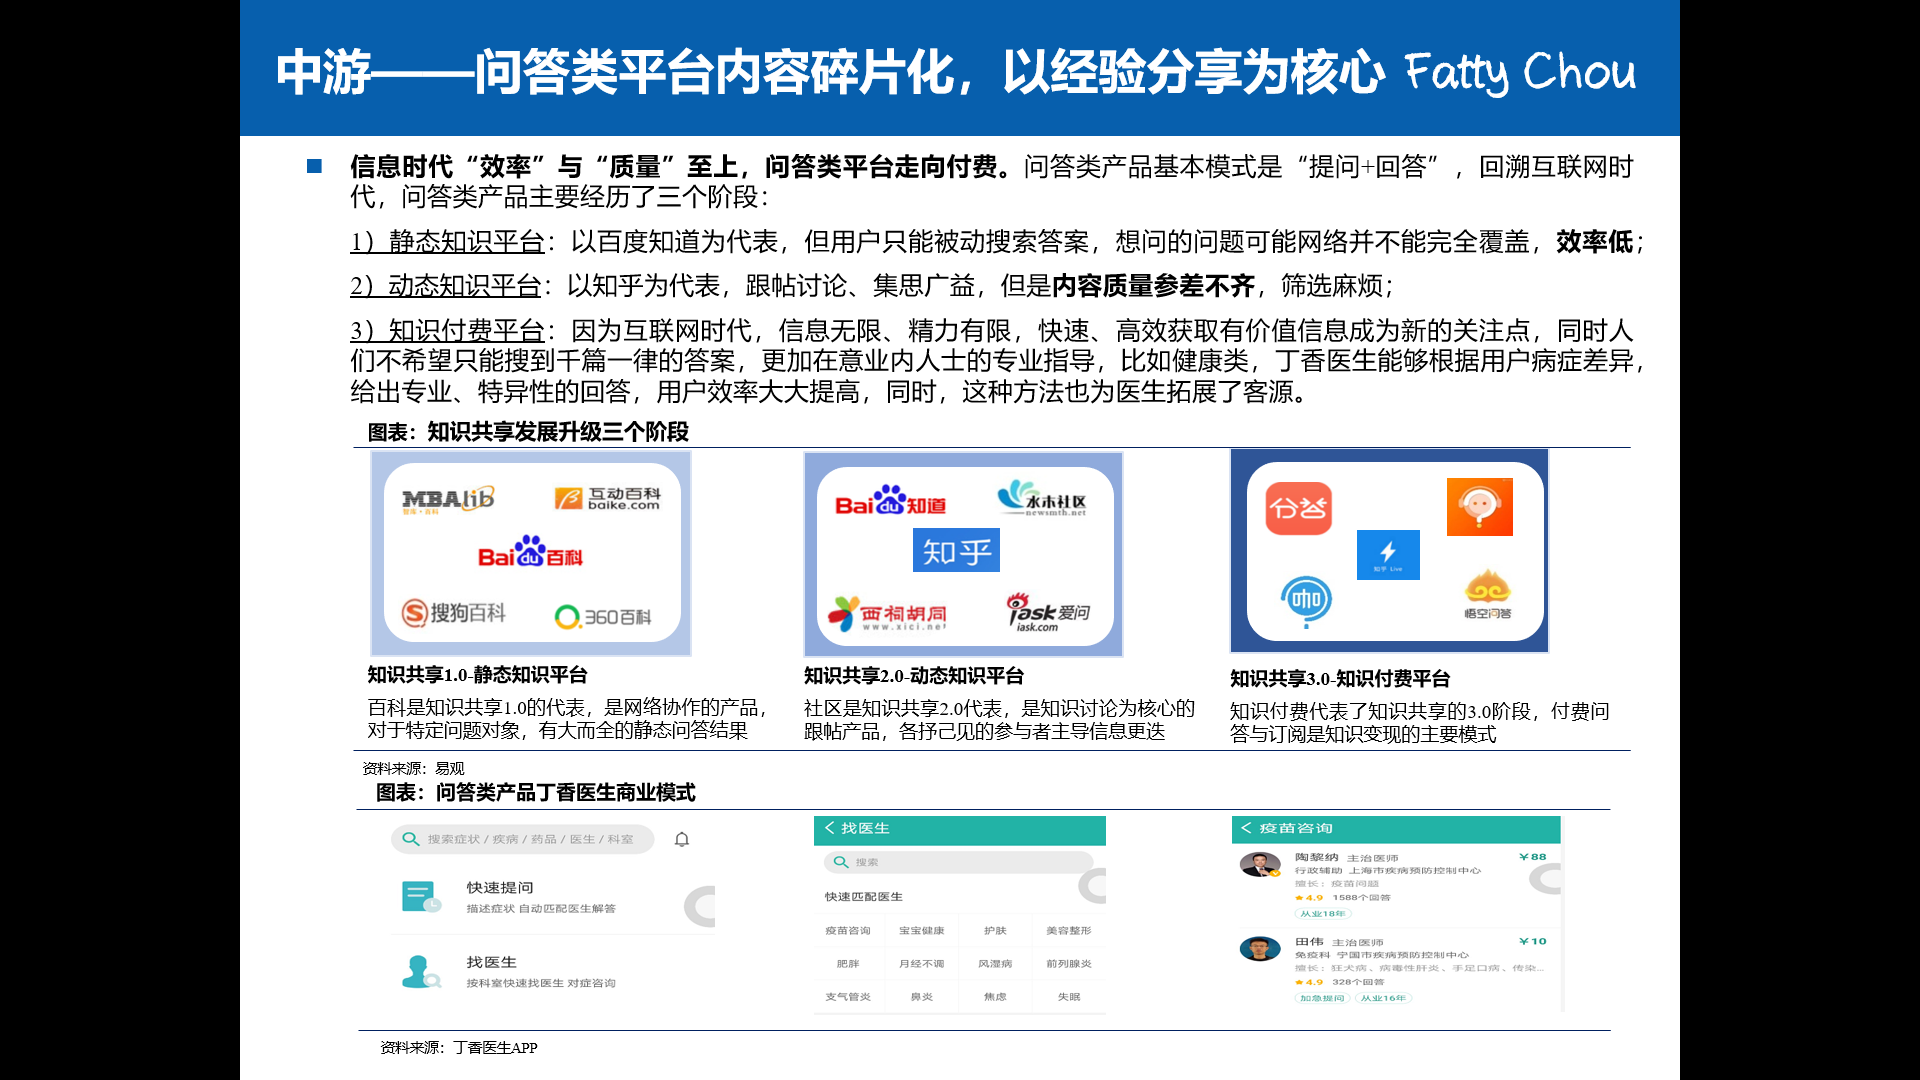 中游——问答类平台内容碎片化，以经验分享为核心 Fatty Chou
信息时代“效率”与“质量”至上，问答类平台走向付费。问答类产品基本模式是“提问+回答”，回溯互联网时
代，问答类产品主要经历了三个阶段：
1）静态知识平台：以百度知道为代表，但用户只能被动搜索答案，想问的问题可能网络并不能完全覆盖，效率低；
2）动态知识平台：以知乎为代表，跟帖讨论、集思广益，但是内容质量参差不齐，筛选麻烦；
3）知识付费平台：因为互联网时代，信息无限、精力有限，快速、高效获取有价值信息成为新的关注点，同时人
们不希望只能搜到千篇一律的答案，更加在意业内人士的专业指导，比如健康类，丁香医生能够根据用户病症差异，
给出专业、特异性的回答，用户效率大大提高，同时，这种方法也为医生拓展了客源。
图表：知识共享发展升级三个阶段
MBAlib
智库·百科
互动百科
baike.com
Baidu百科
搜狗百科
360百科
知识共享1.0-静态知识平台
百科是知识共享1.0的代表，是网络协作的产品，
对于特定问题对象，有大而全的静态问答结果
Baidu知道
水木社区
newsmth.net
知乎
西祠胡同
www.xici.net
iask爱问
iask.com
知识共享2.0-动态知识平台
社区是知识共享2.0代表，是知识讨论为核心的
跟帖产品，各抒己见的参与者主导信息更迭
分答
知乎 Live
咖
悟空问答
知识共享3.0-知识付费平台
知识付费代表了知识共享的3.0阶段，付费问
答与订阅是知识变现的主要模式
资料来源：易观
图表：问答类产品丁香医生商业模式
搜索症状 / 疾病 / 药品 / 医生 / 科室
快速提问
描述症状 自动匹配医生解答
找医生
按科室快速找医生 对症咨询
找医生
搜索
快速匹配医生
疫苗咨询 宝宝健康 护肤 美容整形
肥胖 月经不调 风湿病 前列腺炎
支气管炎 鼻炎 焦虑 失眠
疫苗咨询
陶黎纳 主治医师 ¥88
行政辅助 上海市疾病预防控制中心
擅长：疫苗问题
4.9 1588个回答
从业18年
田伟 主治医师 ¥10
免疫科 宁国市疾病预防控制中心
擅长：狂犬病、病毒性肝炎、手足口病、传染...
4.9 328个回答
加急提问 从业16年
资料来源：丁香医生APP